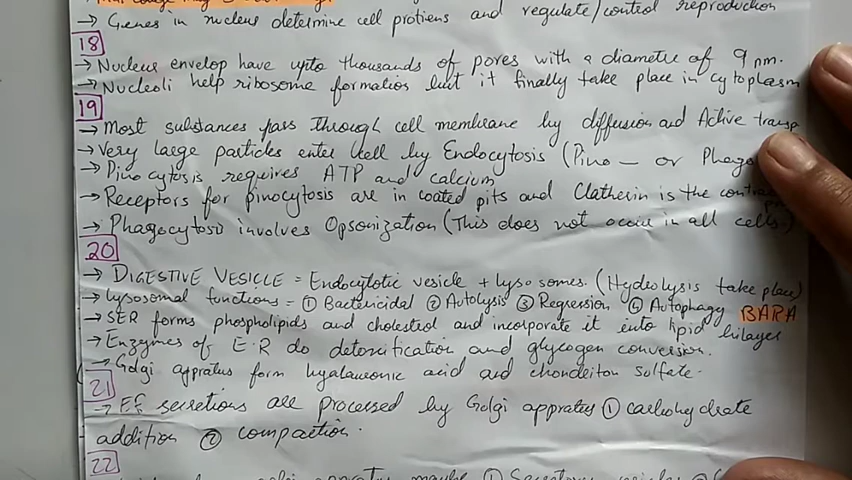 → Genes in nucleus determine cell protiens and regulate/control reproduction
18
→ Nucleus envelop have upto thousands of pores with a diameter of 9 nm.
→ Nucleoli help ribosome formation but it finally take place in cytoplasm
19
→ Most substances pass through cell membrane by diffusion and Active transp
→ Very large particles enter cell by Endocytosis (Pino – or Phago
→ Pinocytosis requires ATP and calcium
→ Receptors for pinocytosis are in coated pits and Clatherin is the
→ Phagocytosis involves Opsonization (This does not occur in all cells.)
20
→ DIGESTIVE VESICLE = Endocytotic vesicle + lysosomes. (Hydrolysis take place)
→ Lysosomal functions = ① Bactericidal ② Autolysis ③ Regression ④ Autophagy BARA
→ SER forms phospholipids and cholestrol and incorporate it into lipid bilayer
→ Enzymes of E.R do detoxification and glycogen conversion.
→ Golgi appratus form hyalauronic acid and chondeiton sulfate.
21
→ secretions are processed by Golgi appratus ① carbohydrate
addition ② compaction.
22